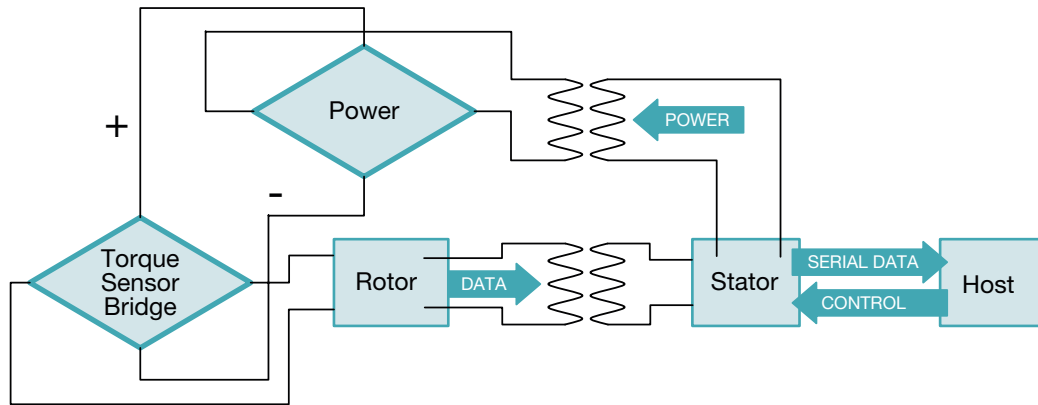 Power
POWER
+
-
Torque
Sensor
Bridge
Rotor
DATA
Stator
SERIAL DATA
CONTROL
Host